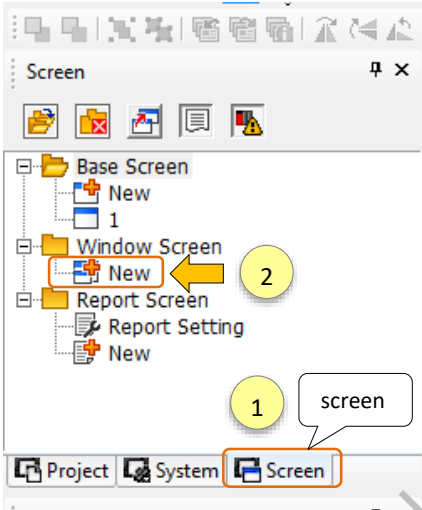 Screen
Base Screen
New
1
Window Screen
New
2
Report Screen
Report Setting
New
1
screen
Project System Screen